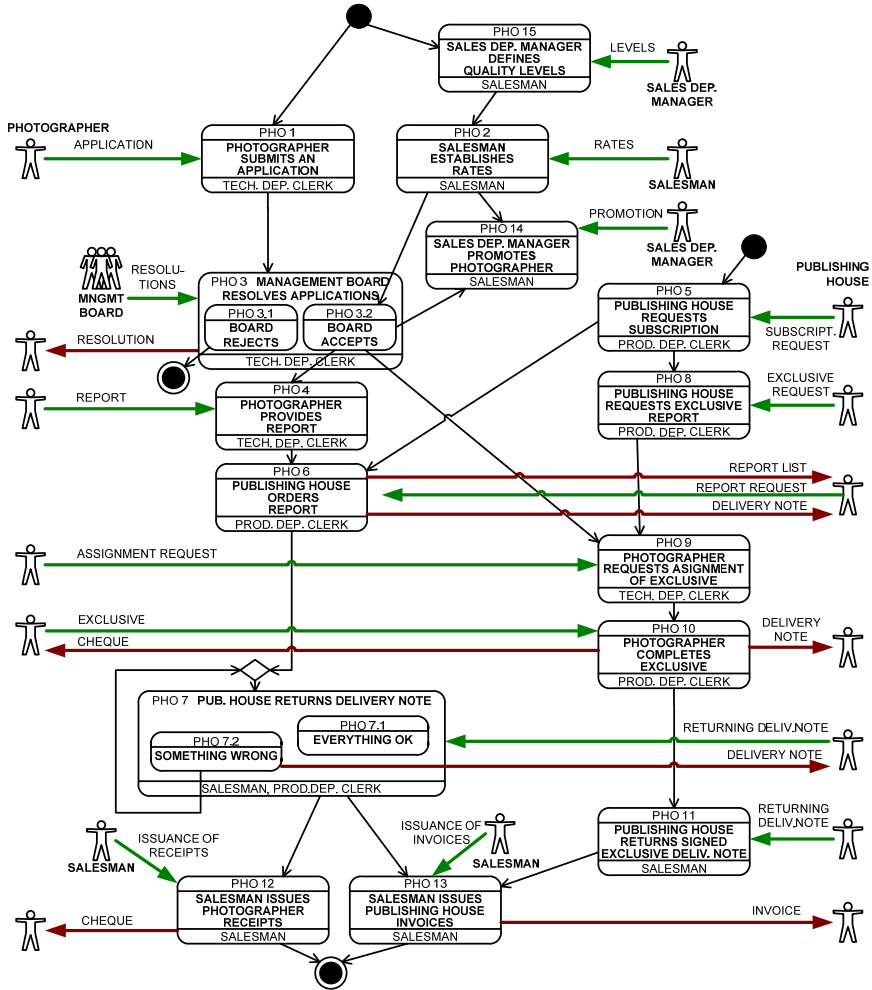 PHO 15
SALES DEP. MANAGER
DEFINES
QUALITY LEVELS
SALESMAN
LEVELS
SALES DEP.
MANAGER
PHOTOGRAPHER
APPLICATION
PHO 1
PHOTOGRAPHER
SUBMITS AN
APPLICATION
TECH. DEP. CLERK
PHO 2
SALESMAN
ESTABLISHES
RATES
SALESMAN
RATES
SALESMAN
PHO 14
SALES DEP. MANAGER
PROMOTES
PHOTOGRAPHER
SALESMAN
PROMOTION
SALES DEP.
MANAGER
MNGMT
BOARD
RESOLU-
TIONS
PHO 3 MANAGEMENT BOARD
RESOLVES APPLICATIONS
PHO 3.1
BOARD
REJECTS
PHO 3.2
BOARD
ACCEPTS
TECH. DEP. CLERK
RESOLUTION
PUBLISHING
HOUSE
PHO 5
PUBLISHING HOUSE
REQUESTS
SUBSCRIPTION
PROD. DEP. CLERK
SUBSCRIPT.
REQUEST
REPORT
PHO 4
PHOTOGRAPHER
PROVIDES
REPORT
TECH. DEP. CLERK
PHO 8
PUBLISHING HOUSE
REQUESTS EXCLUSIVE
REPORT
PROD. DEP. CLERK
EXCLUSIVE
REQUEST
PHO 6
PUBLISHING HOUSE
ORDERS
REPORT
PROD. DEP. CLERK
REPORT LIST
REPORT REQUEST
DELIVERY NOTE
ASSIGNMENT REQUEST
PHO 9
PHOTOGRAPHER
REQUESTS ASIGNMENT
OF EXCLUSIVE
TECH. DEP. CLERK
EXCLUSIVE
CHEQUE
PHO 10
PHOTOGRAPHER
COMPLETES
EXCLUSIVE
PROD. DEP. CLERK
DELIVERY
NOTE
PHO 7 PUB. HOUSE RETURNS DELIVERY NOTE
PHO 7.1
EVERYTHING OK
PHO 7.2
SOMETHING WRONG
SALESMAN, PROD.DEP. CLERK
RETURNING DELIV.NOTE
DELIVERY NOTE
PHO 11
PUBLISHING HOUSE
RETURNS SIGNED
EXCLUSIVE DELIV. NOTE
SALESMAN
RETURNING
DELIV.NOTE
SALESMAN
ISSUANCE OF
RECEIPTS
ISSUANCE OF
INVOICES
SALESMAN
PHO 12
SALESMAN ISSUES
PHOTOGRAPHER
RECEIPTS
SALESMAN
CHEQUE
PHO 13
SALESMAN ISSUES
PUBLISHING HOUSE
INVOICES
SALESMAN
INVOICE